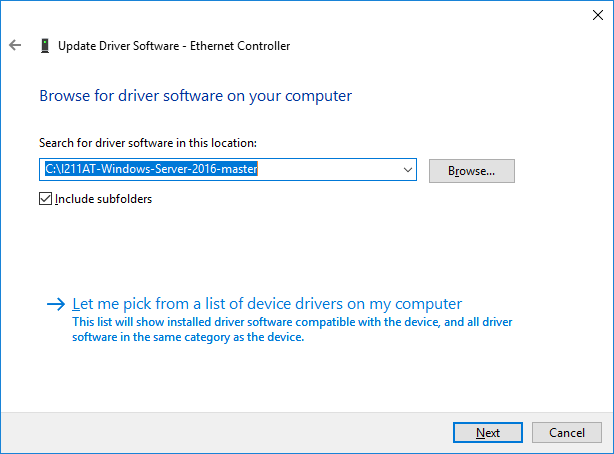 Update Driver Software - Ethernet Controller
Browse for driver software on your computer
Search for driver software in this location:
C:\I211AT-Windows-Server-2016-master
Browse...
Include subfolders
Let me pick from a list of device drivers on my computer
This list will show installed driver software compatible with the device, and all driver
software in the same category as the device.
Next
Cancel